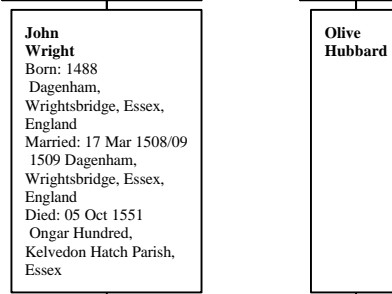 John
Wright
Born: 1488
Dagenham,
Wrightsbridge, Essex,
England
Married: 17 Mar 1508/09
1509 Dagenham,
Wrightsbridge, Essex,
England
Died: 05 Oct 1551
Ongar Hundred,
Kelvedon Hatch Parish,
Essex
Olive
Hubbard